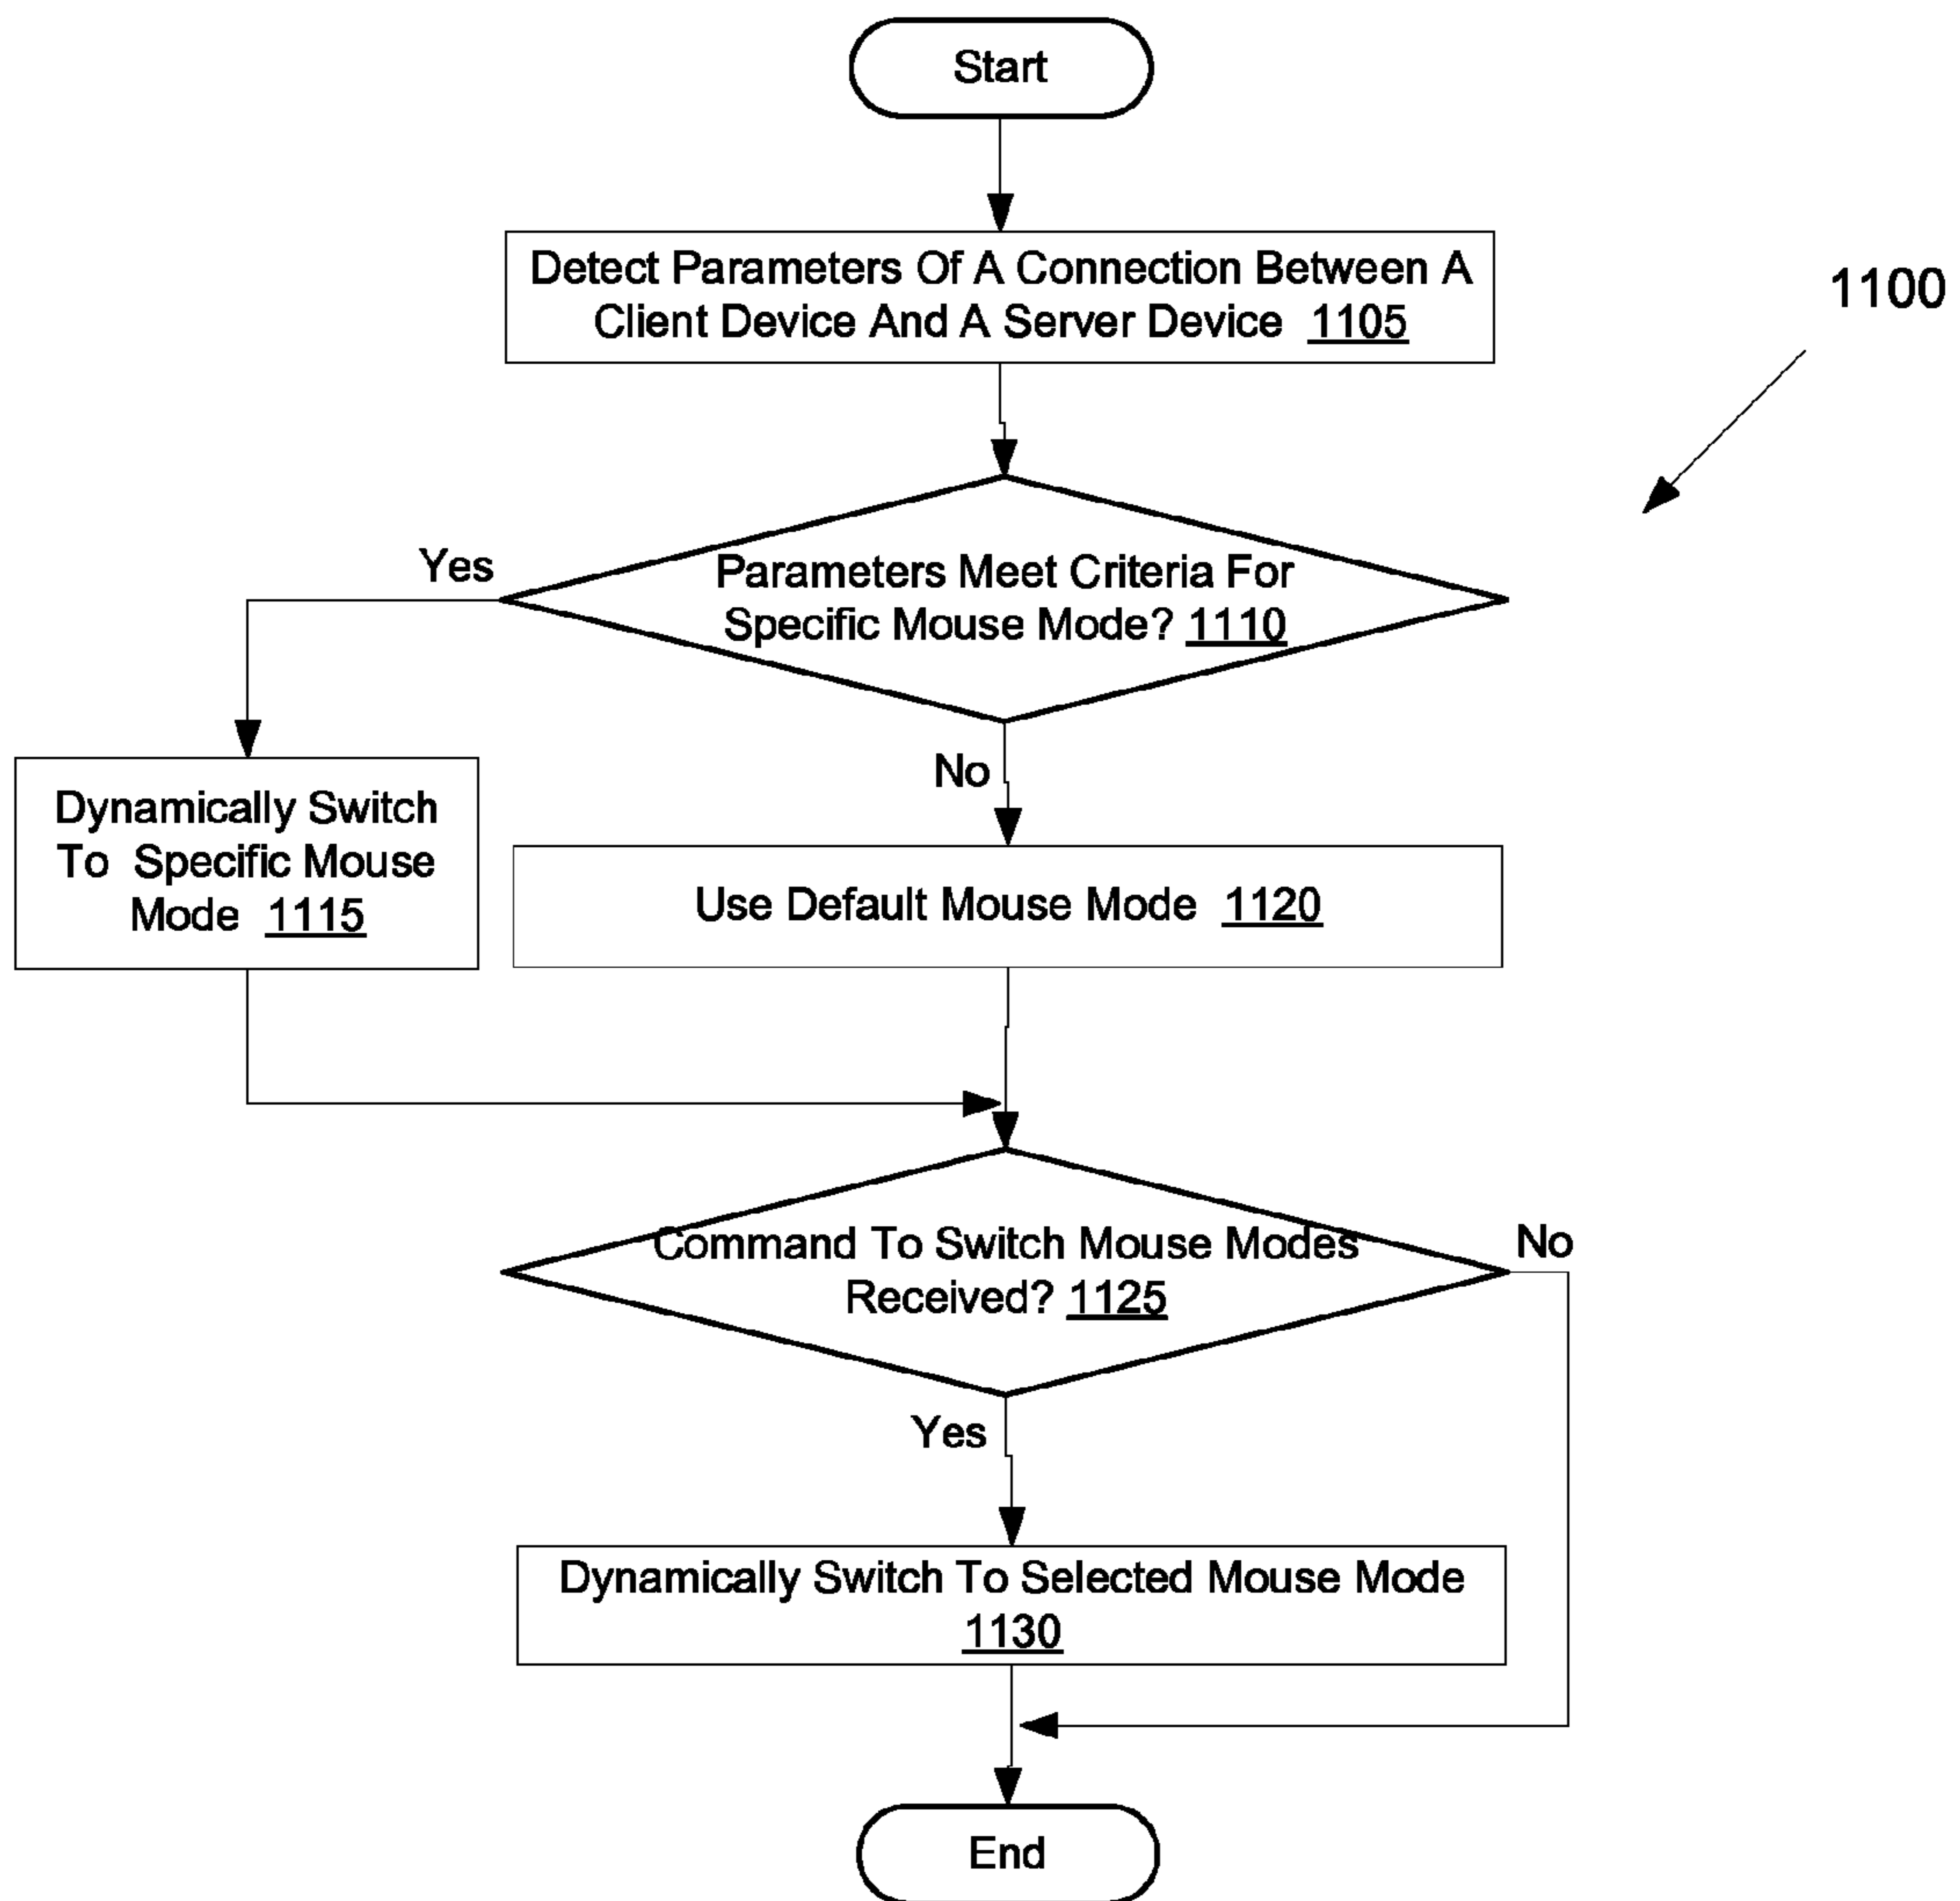 Start
Detect Parameters Of A Connection Between A
Client Device And A Server Device 1105
1100
Yes
Parameters Meet Criteria For
Specific Mouse Mode? 1110
No
Dynamically Switch
To Specific Mouse
Mode 1115
Use Default Mouse Mode 1120
Command To Switch Mouse Modes
Received? 1125
No
Yes
Dynamically Switch To Selected Mouse Mode
1130
End